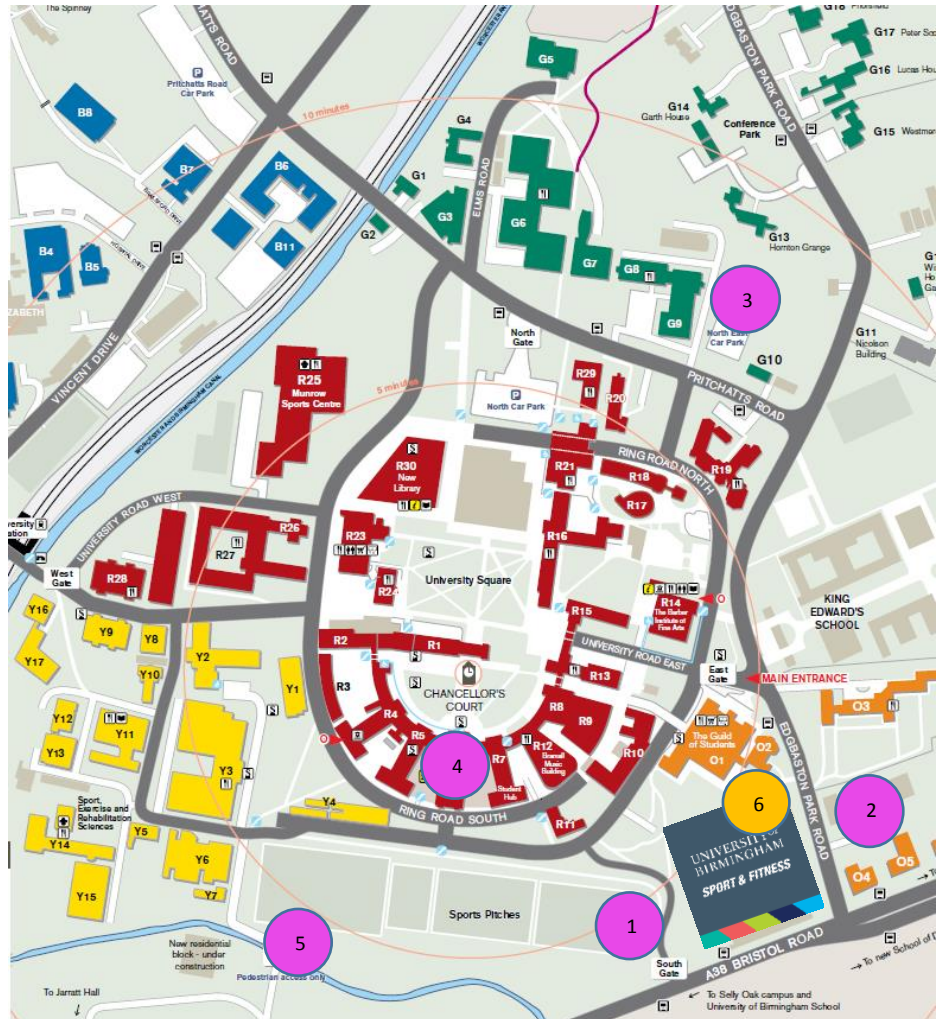 The Spinney
PRITCHATTS ROAD
G5
G17
G16
G14
Garth House
G15
Conference
Park
EDGBASTON PARK ROAD
P
Pritchatts Road
Car Park
10 minutes
B8
G4
B7
B6
G1
ELMS ROAD
G3
G6
G2
B11
G13
Hornton Grange
B4
B5
G7
G8
G9
3
North East
Car Park
G11
Nicolson
Building
VINCENT DRIVE
WORCESTER AND BIRMINGHAM CANAL
North
Gate
G10
PRITCHATTS ROAD
R25
Munrow
Sports Centre
5 minutes
P
North Car Park
R29
R20
RING ROAD NORTH
R19
R30
New
Library
R21
R18
R17
UNIVERSITY ROAD WEST
R27
R26
R23
R16
R24
University Square
West
Gate
R28
R15
R14
The Barber
Institute of
Fine Arts
O
KING
EDWARD'S
SCHOOL
Y16
Y9
Y8
Y2
Y17
Y10
Y1
R2
R1
UNIVERSITY ROAD EAST
R13
East
Gate
MAIN ENTRANCE
CHANCELLOR'S
COURT
R3
R4
R5
R8
R9
R10
O3
Y12
Y11
Y13
Y3
O
4
R7
R12
Bramall
Music
Building
Student
Hub
The Guild
of Students
O1
O2
EDGBASTON PARK ROAD
Y4
RING ROAD SOUTH
R11
6
2
Sport,
Exercise and
Rehabilitation
Sciences
Y14
Y5
Y6
Y7
Y15
UNIVERSITY OF
BIRMINGHAM
SPORT & FITNESS
O4
O5
Sports Pitches
1
5
New residential
block - under
construction
Pedestrian access only
South
Gate
A38 BRISTOL ROAD
To Jarratt Hall
To Selly Oak campus and
University of Birmingham School
To new School of